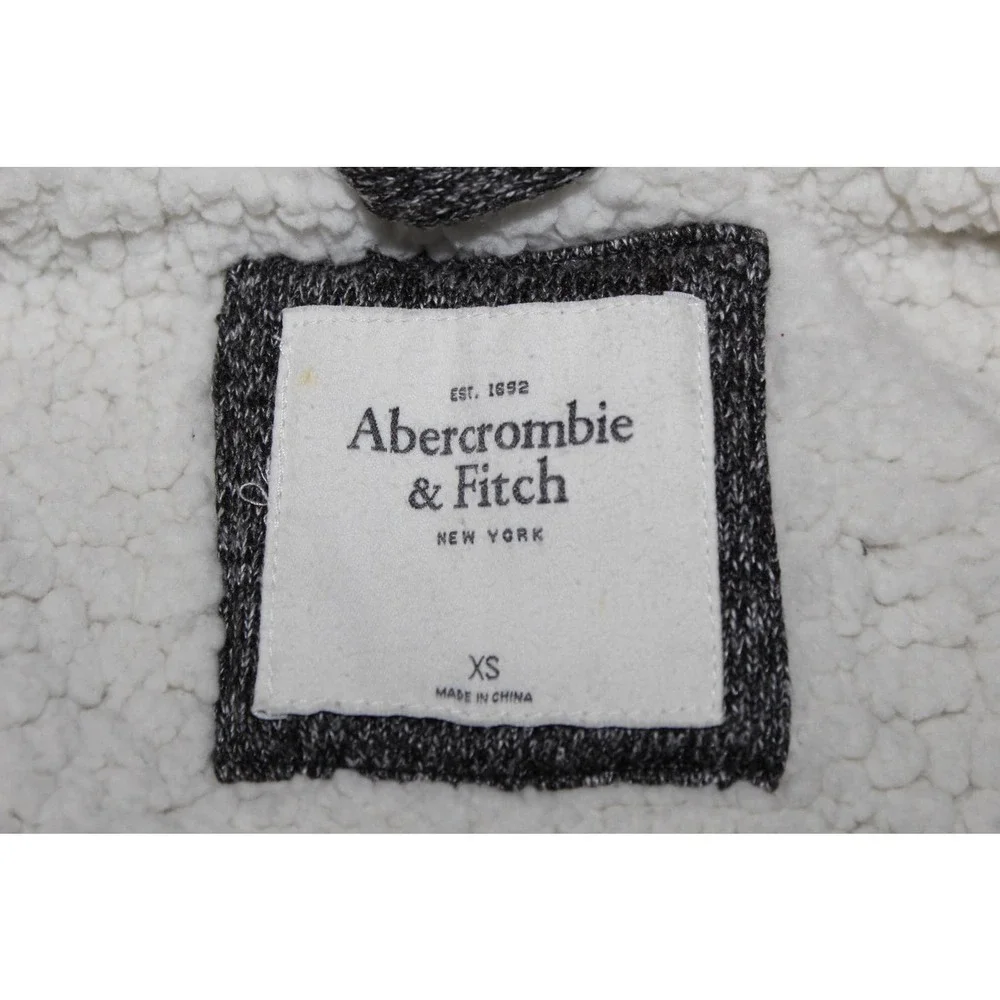 EST. 1892
Abercrombie
& Fitch
NEW YORK
XS
MADE IN CHINA